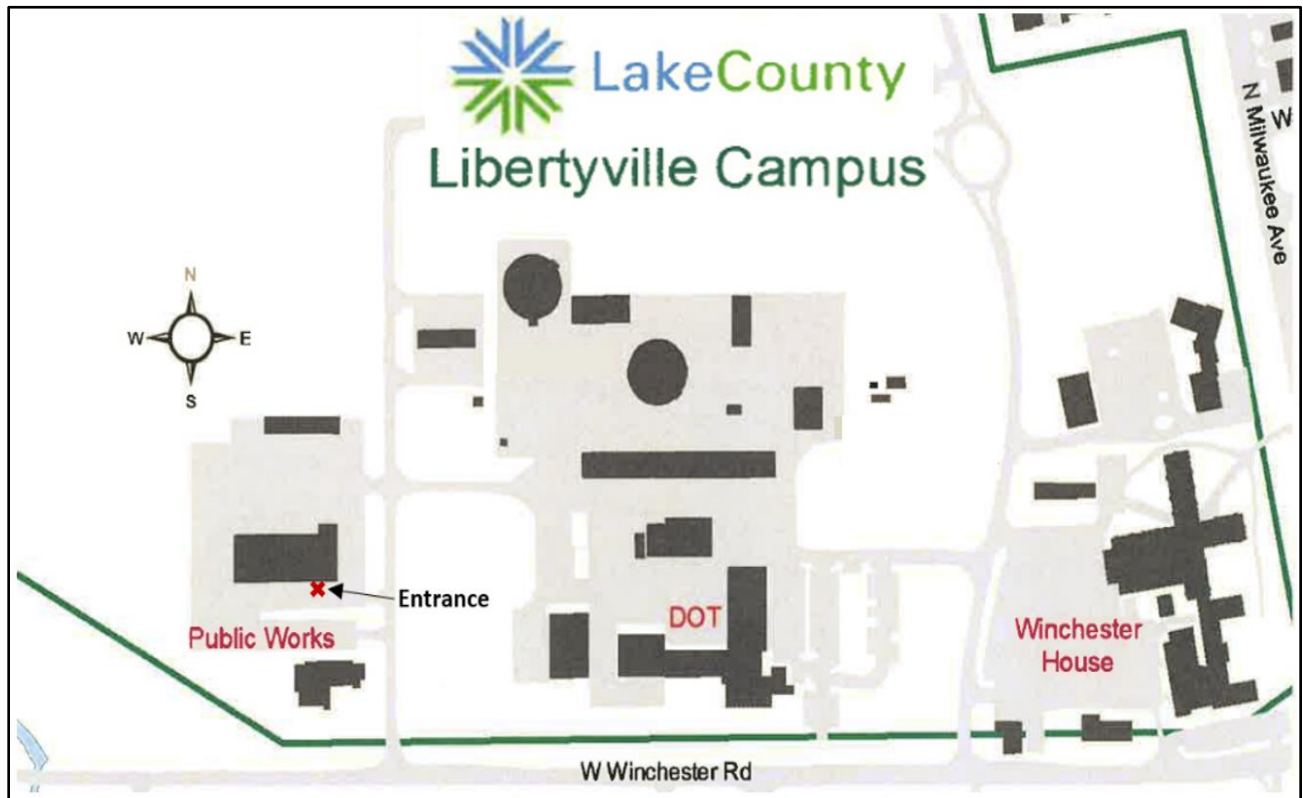 LakeCounty
Libertyville Campus
N Milwaukee Ave
W
N
W E
S
Entrance
Public Works
DOT
Winchester
House
W Winchester Rd